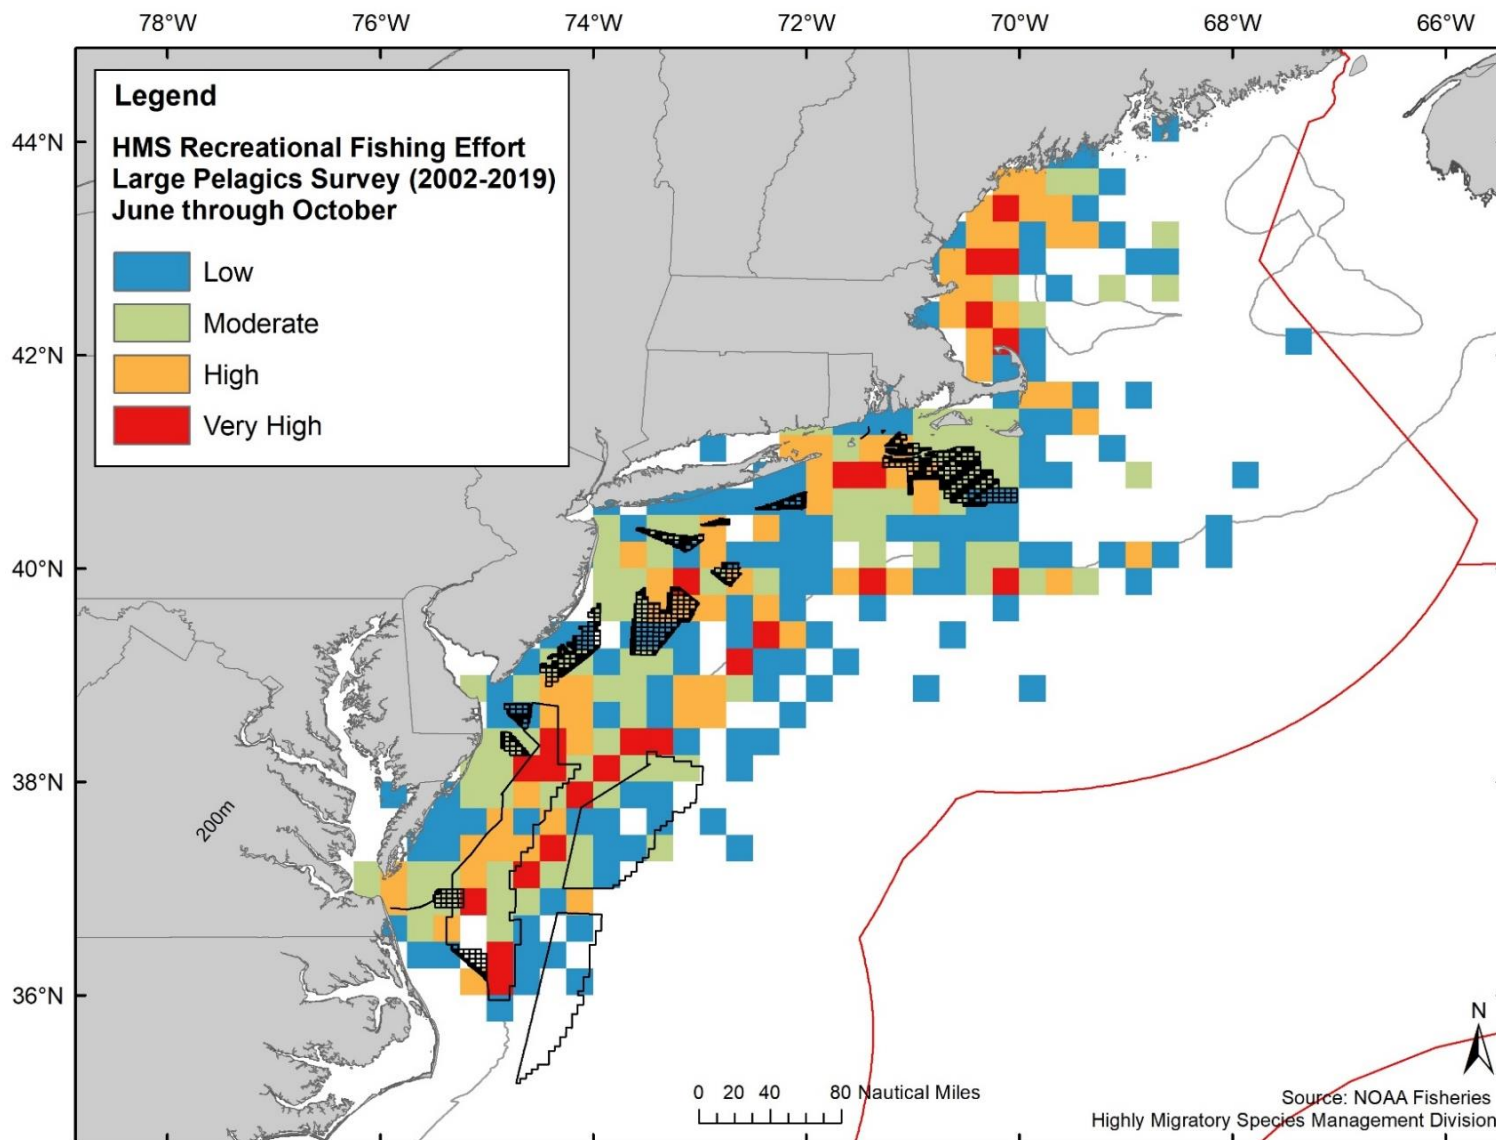 78°W 76°W 74°W 72°W 70°W 68°W 66°W
Legend
HMS Recreational Fishing Effort
Large Pelagics Survey (2002-2019)
June through October
Low
Moderate
High
Very High
44°N
42°N
40°N
38°N
36°N
200m
N
0 20 40 80 Nautical Miles
Source: NOAA Fisheries
Highly Migratory Species Management Division